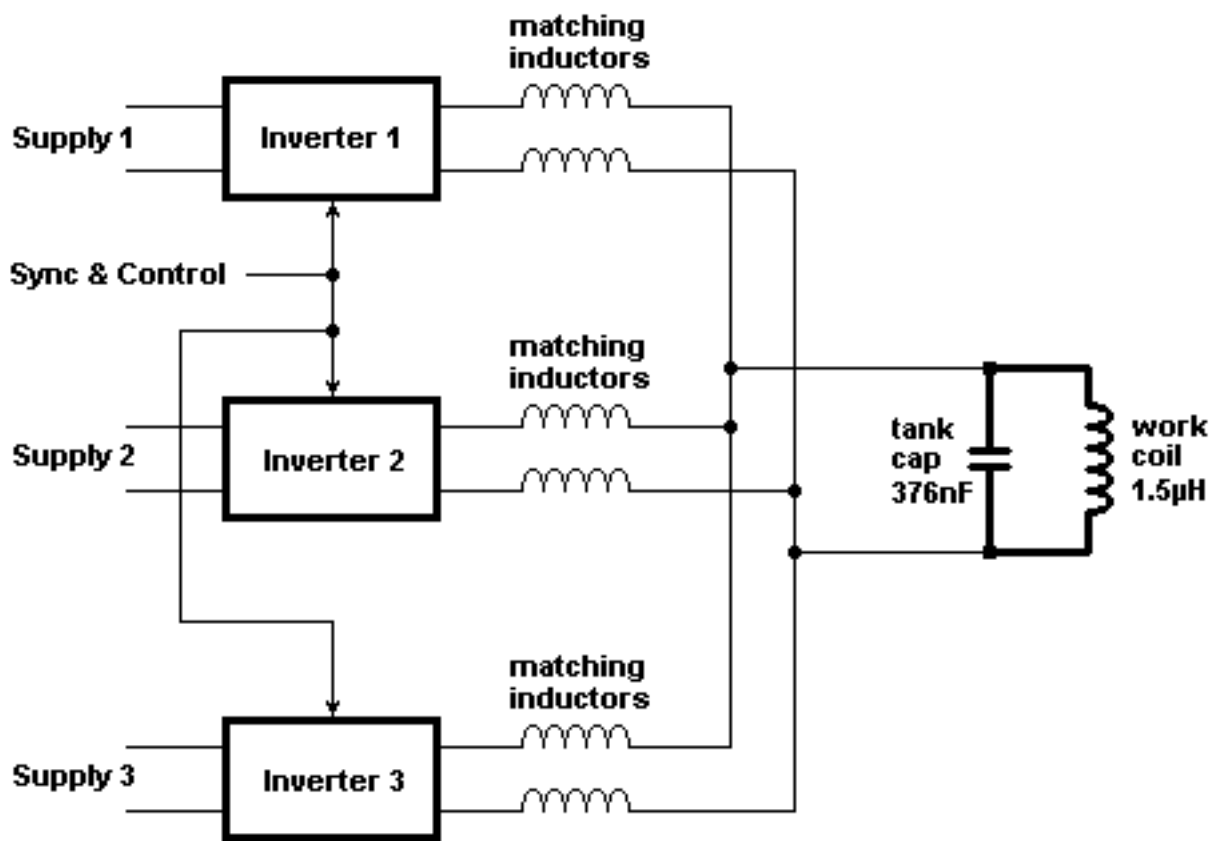 matching
inductors
Supply 1
Inverter 1
Sync & Control
matching
inductors
Supply 2
Inverter 2
tank
cap
376nF
work
coil
1.5µH
matching
inductors
Supply 3
Inverter 3